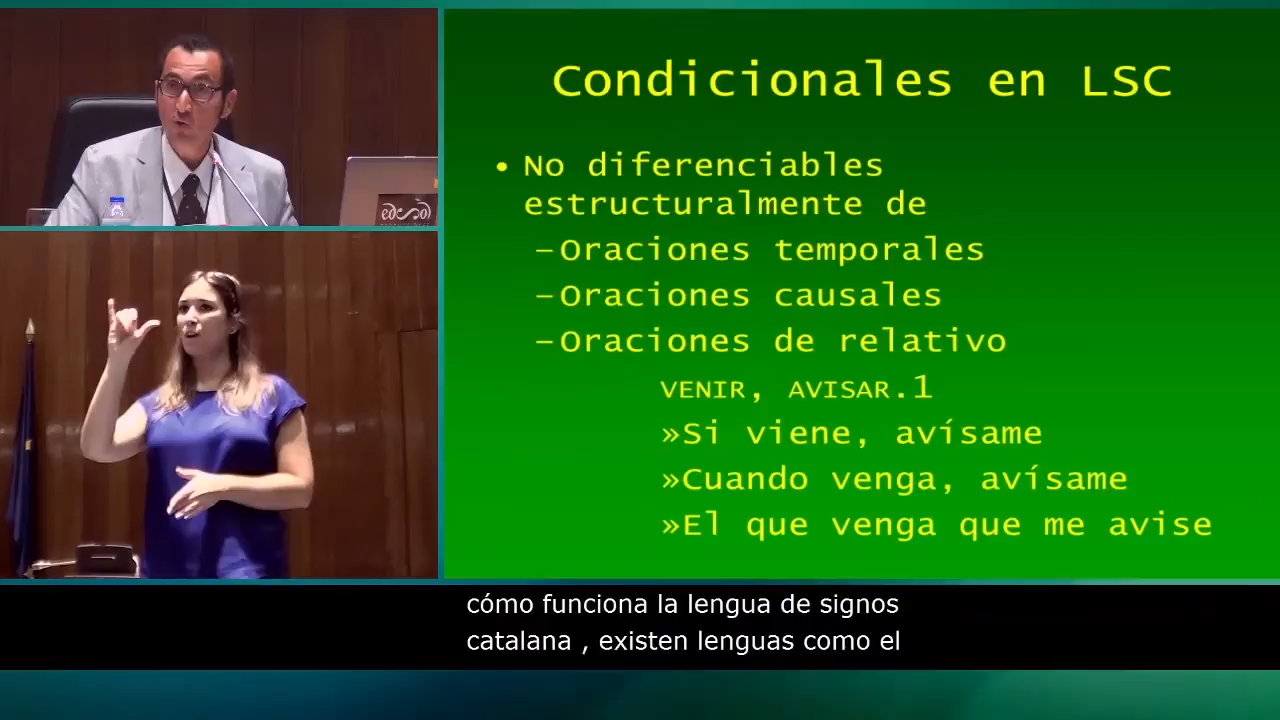 Condicionales en LSC
• No diferenciables
estructuralmente de
–Oraciones temporales
–Oraciones causales
–Oraciones de relativo
VENIR, AVISAR.1
»Si viene, avísame
»Cuando venga, avísame
»El que venga que me avise
cómo funciona la lengua de signos
catalana , existen lenguas como el